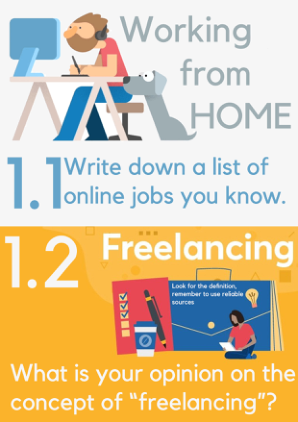 Working
from
HOME
1.1
Write down a list of
online jobs you know.
1.2
Freelancing
Look for the definition,
remember to use reliable
sources
What is your opinion on the
concept of “freelancing”?